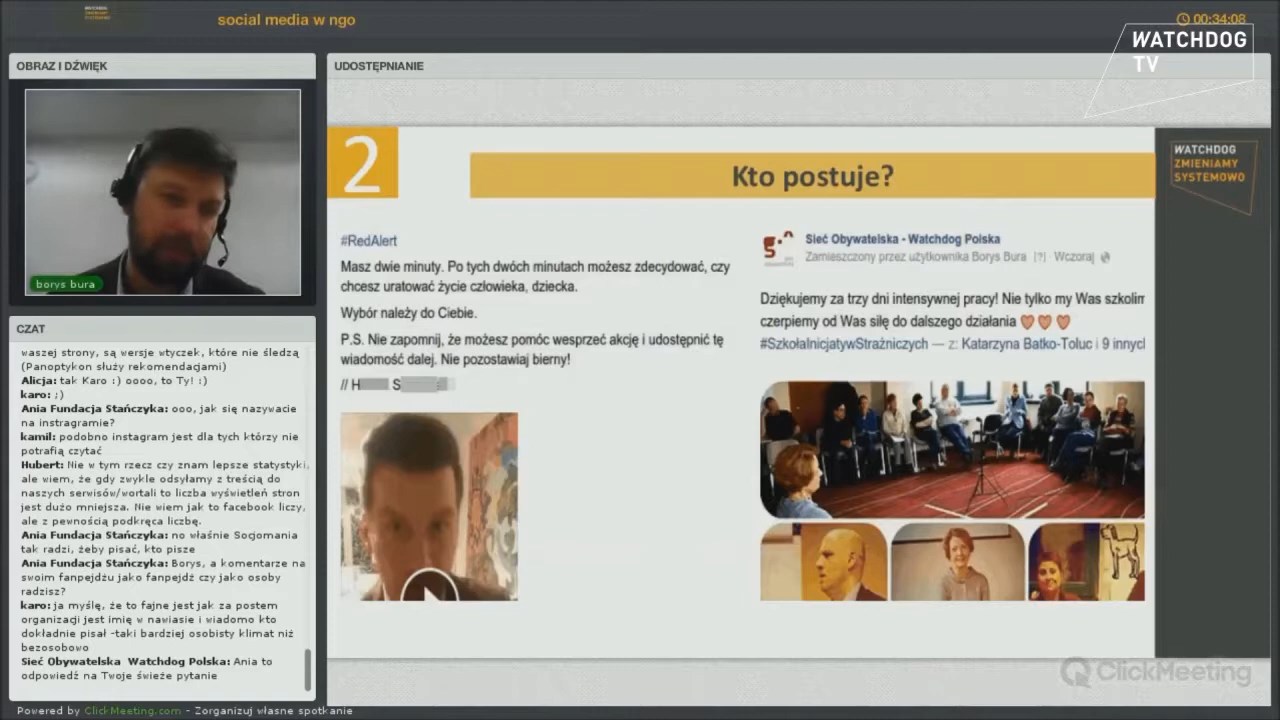 social media w ngo
00:34:08
WATCHDOG
TV
OBRAZ I DŹWIĘK
borys bura
CZAT
waszej strony, są wersje wtyczek, które nie śledzą
(Panoptykon służy rekomendacjami)
Alicja: tak Karo :) oooo, to Ty! :)
karo: ;)
Ania Fundacja Stańczyka: ooo, jak się nazywacie
na instragramie?
kamil: podobno instagram jest dla tych którzy nie
potrafią czytać
Hubert: Nie w tym rzecz czy znam lepsze statystyki,
ale wiem, że gdy zwykle odsyłamy z treścią do
naszych serwisów/wortali to liczba wyświetleń stron
jest dużo mniejsza. Nie wiem jak to facebook liczy,
ale z pewnością podkręca liczbę.
Ania Fundacja Stańczyka: no właśnie Socjomania
tak radzi, żeby pisać, kto pisze
Ania Fundacja Stańczyka: Borys, a komentarze na
swoim fanpejdżu jako fanpejdż czy jako osoby
radzisz?
karo: ja myślę, że to fajne jest jak za postem
organizacji jest imię w nawiasie i wiadomo kto
dokładnie pisał -taki bardziej osobisty klimat niż
bezosobowo
Sieć Obywatelska Watchdog Polska: Ania to
odpowiedź na Twoje świeże pytanie
UDOSTĘPNIANIE
2
Kto postuje?
WATCHDOG
ZMIENIAMY
SYSTEMOWO
#RedAlert
Masz dwie minuty. Po tych dwóch minutach możesz zdecydować, czy
chcesz uratować życie człowieka, dziecka.
Wybór należy do Ciebie.
P.S. Nie zapomnij, że możesz pomóc wesprzeć akcję i udostępnić tę
wiadomość dalej. Nie pozostawiaj bierny!
// H S
Sieć Obywatelska - Watchdog Polska
Zamieszczony przez użytkownika Borys Bura [?] Wczoraj
Dziękujemy za trzy dni intensywnej pracy! Nie tylko my Was szkolim
czerpiemy od Was siłę do dalszego działania
#SzkołaInicjatywStrażniczych — z: Katarzyna Batko-Toluc i 9 innycl
ClickMeeting
Powered by ClickMeeting.com - Zorganizuj własne spotkanie